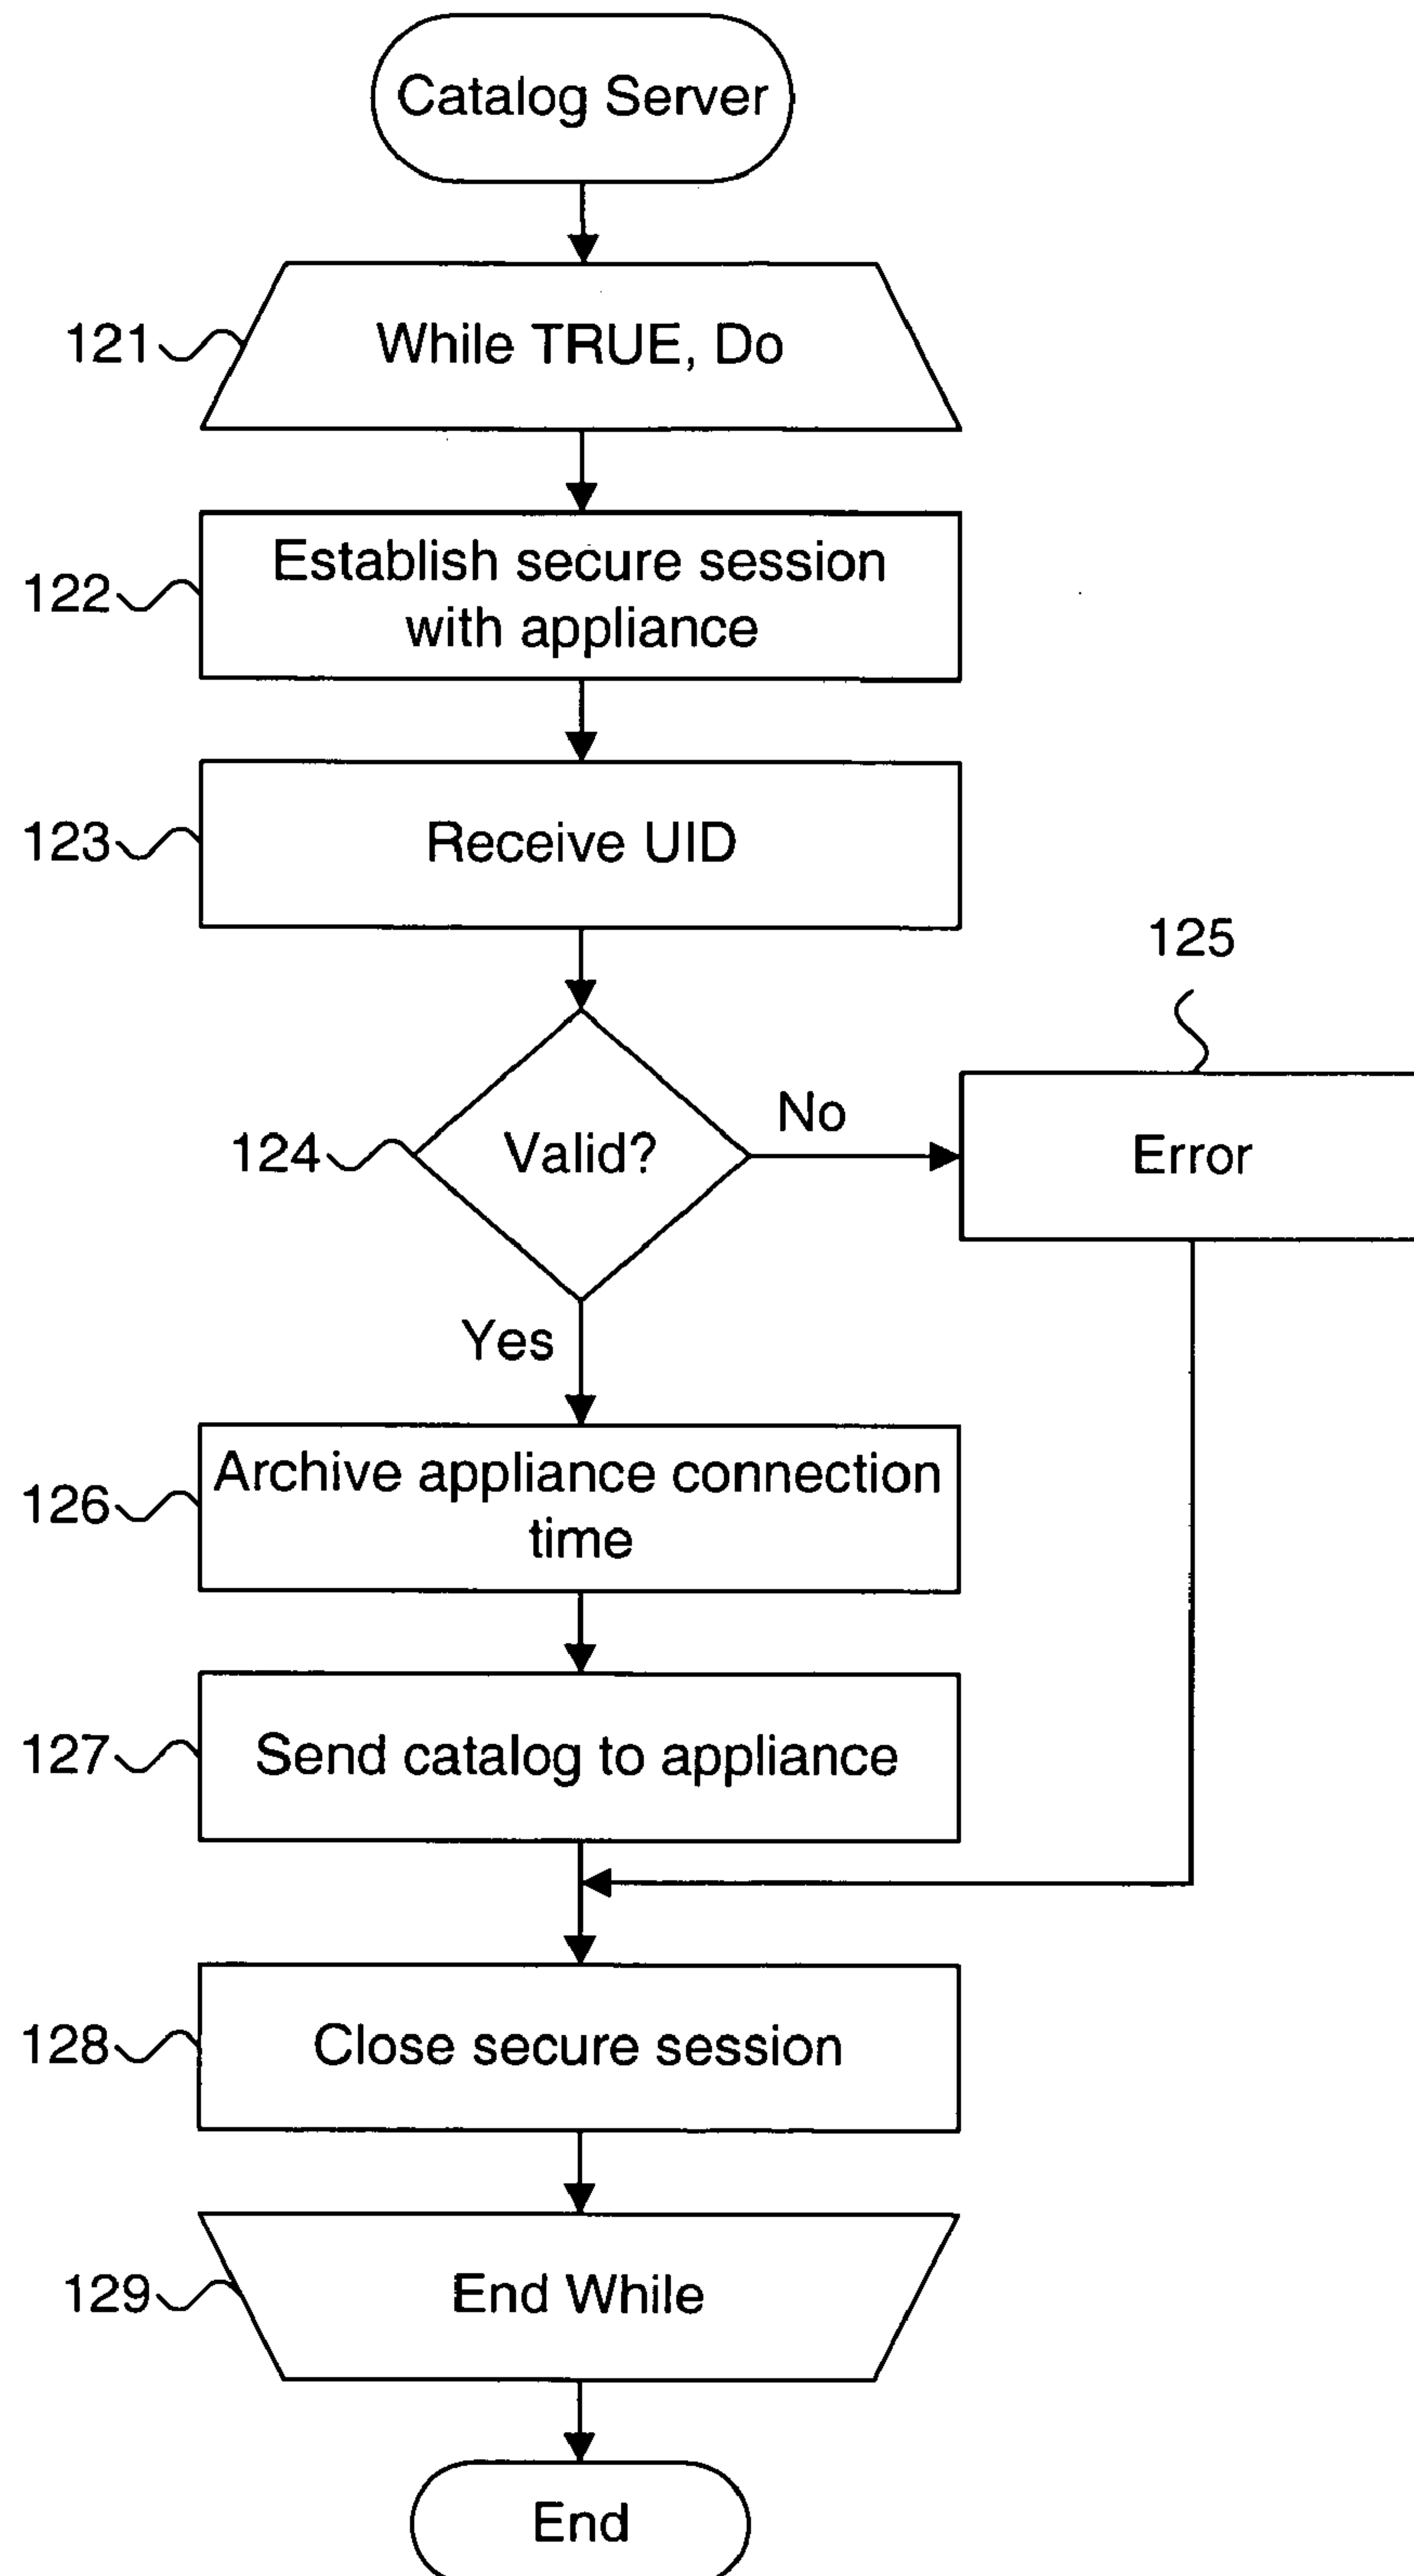 Catalog Server
121
While TRUE, Do
122
Establish secure session
with appliance
123
Receive UID
125
124
Valid?
No
Error
Yes
126
Archive appliance connection
time
127
Send catalog to appliance
128
Close secure session
129
End While
End